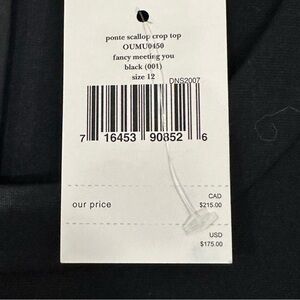 ponte scallop crop top
OUMU0450
fancy meeting you
black (001)
size 12
DNS2007
7 16453 90852 6
our price
CAD
$215.00
USD
$175.00